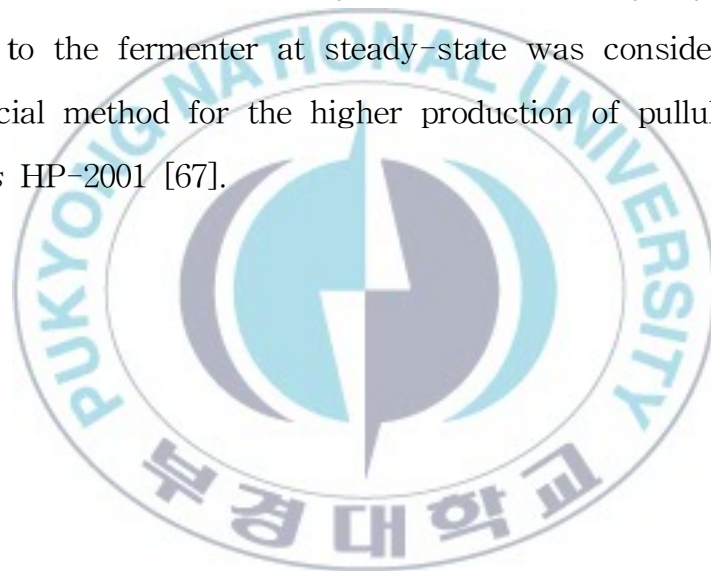 to the fermenter at steady-state was conside
cial method for the higher production of pullul
s HP-2001 [67].
PUKYONG NATIONAL UNIVERSITY
부경대학교